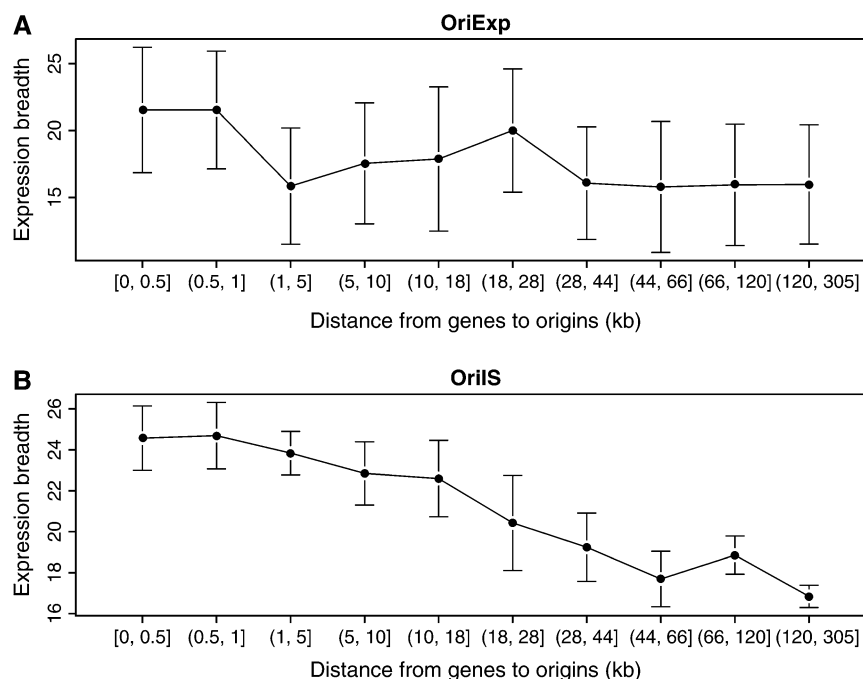 A
OriExp
Expression breadth
25
20
15
[0, 0.5] (0.5, 1] (1, 5] (5, 10] (10, 18] (18, 28] (28, 44] (44, 66] (66, 120] (120, 305]
Distance from genes to origins (kb)
B
OriIS
Expression breadth
26
24
22
20
18
16
[0, 0.5] (0.5, 1] (1, 5] (5, 10] (10, 18] (18, 28] (28, 44] (44, 66] (66, 120] (120, 305]
Distance from genes to origins (kb)